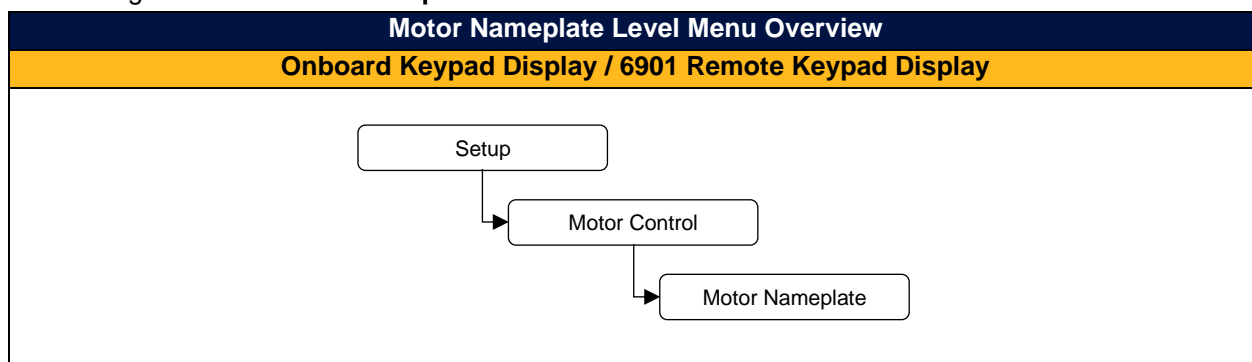 Motor Nameplate Level Menu Overview
Onboard Keypad Display / 6901 Remote Keypad Display
Setup
Motor Control
Motor Nameplate